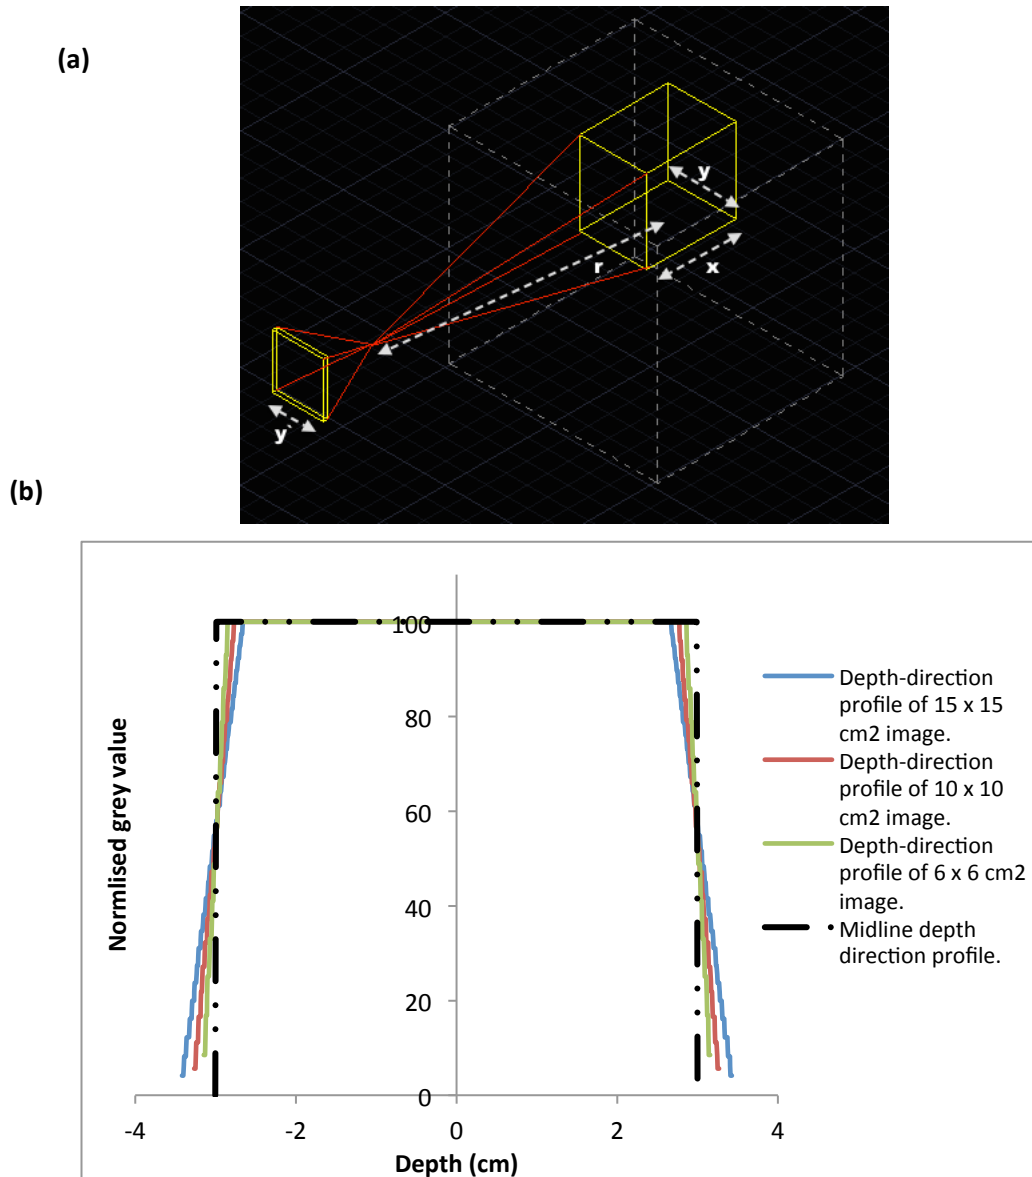 (a)
y
r
x
y'
(b)
Normlised grey value
100
80
60
40
20
0
-4
-2
0
2
4
Depth (cm)
Depth-direction
profile of 15 x 15
cm2 image.
Depth-direction
profile of 10 x 10
cm2 image.
Depth-direction
profile of 6 x 6 cm2
image.
Midline depth
direction profile.